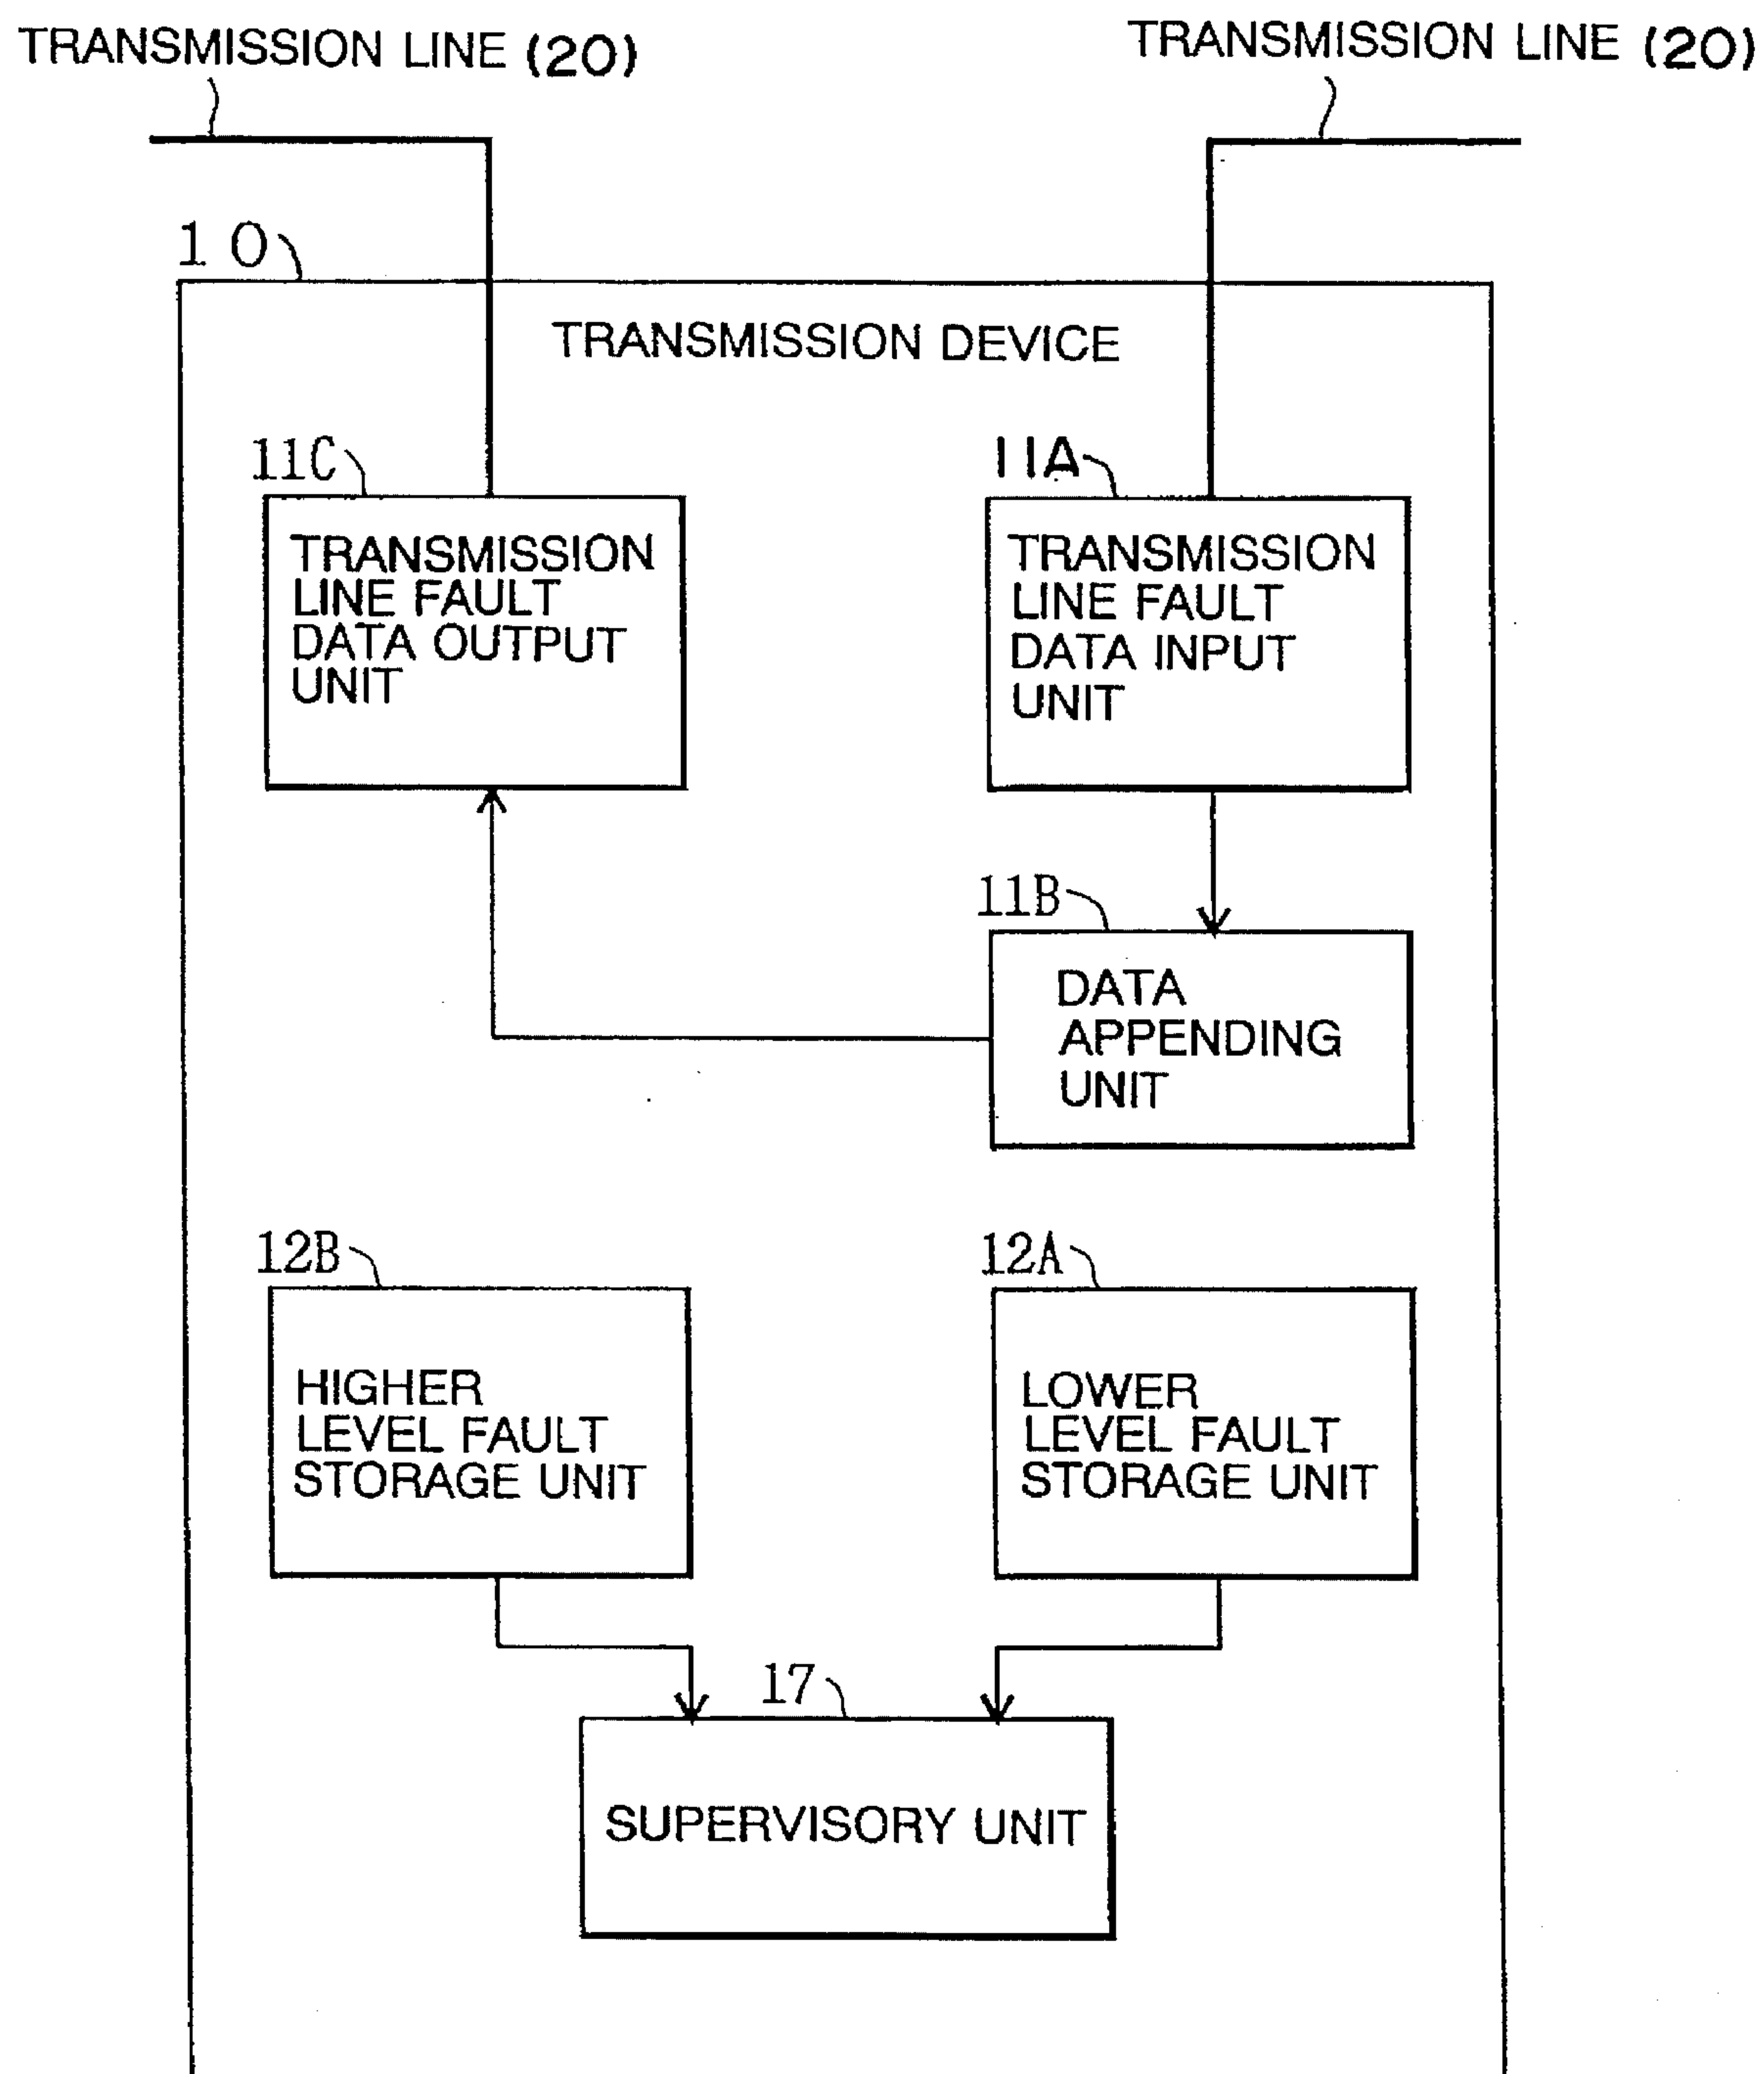 TRANSMISSION LINE (20)
TRANSMISSION LINE (20)
10
TRANSMISSION DEVICE
11C
11A
TRANSMISSION
LINE FAULT
DATA OUTPUT
UNIT
TRANSMISSION
LINE FAULT
DATA INPUT
UNIT
11B
DATA
APPENDING
UNIT
12B
12A
HIGHER
LEVEL FAULT
STORAGE UNIT
LOWER
LEVEL FAULT
STORAGE UNIT
17
SUPERVISORY UNIT